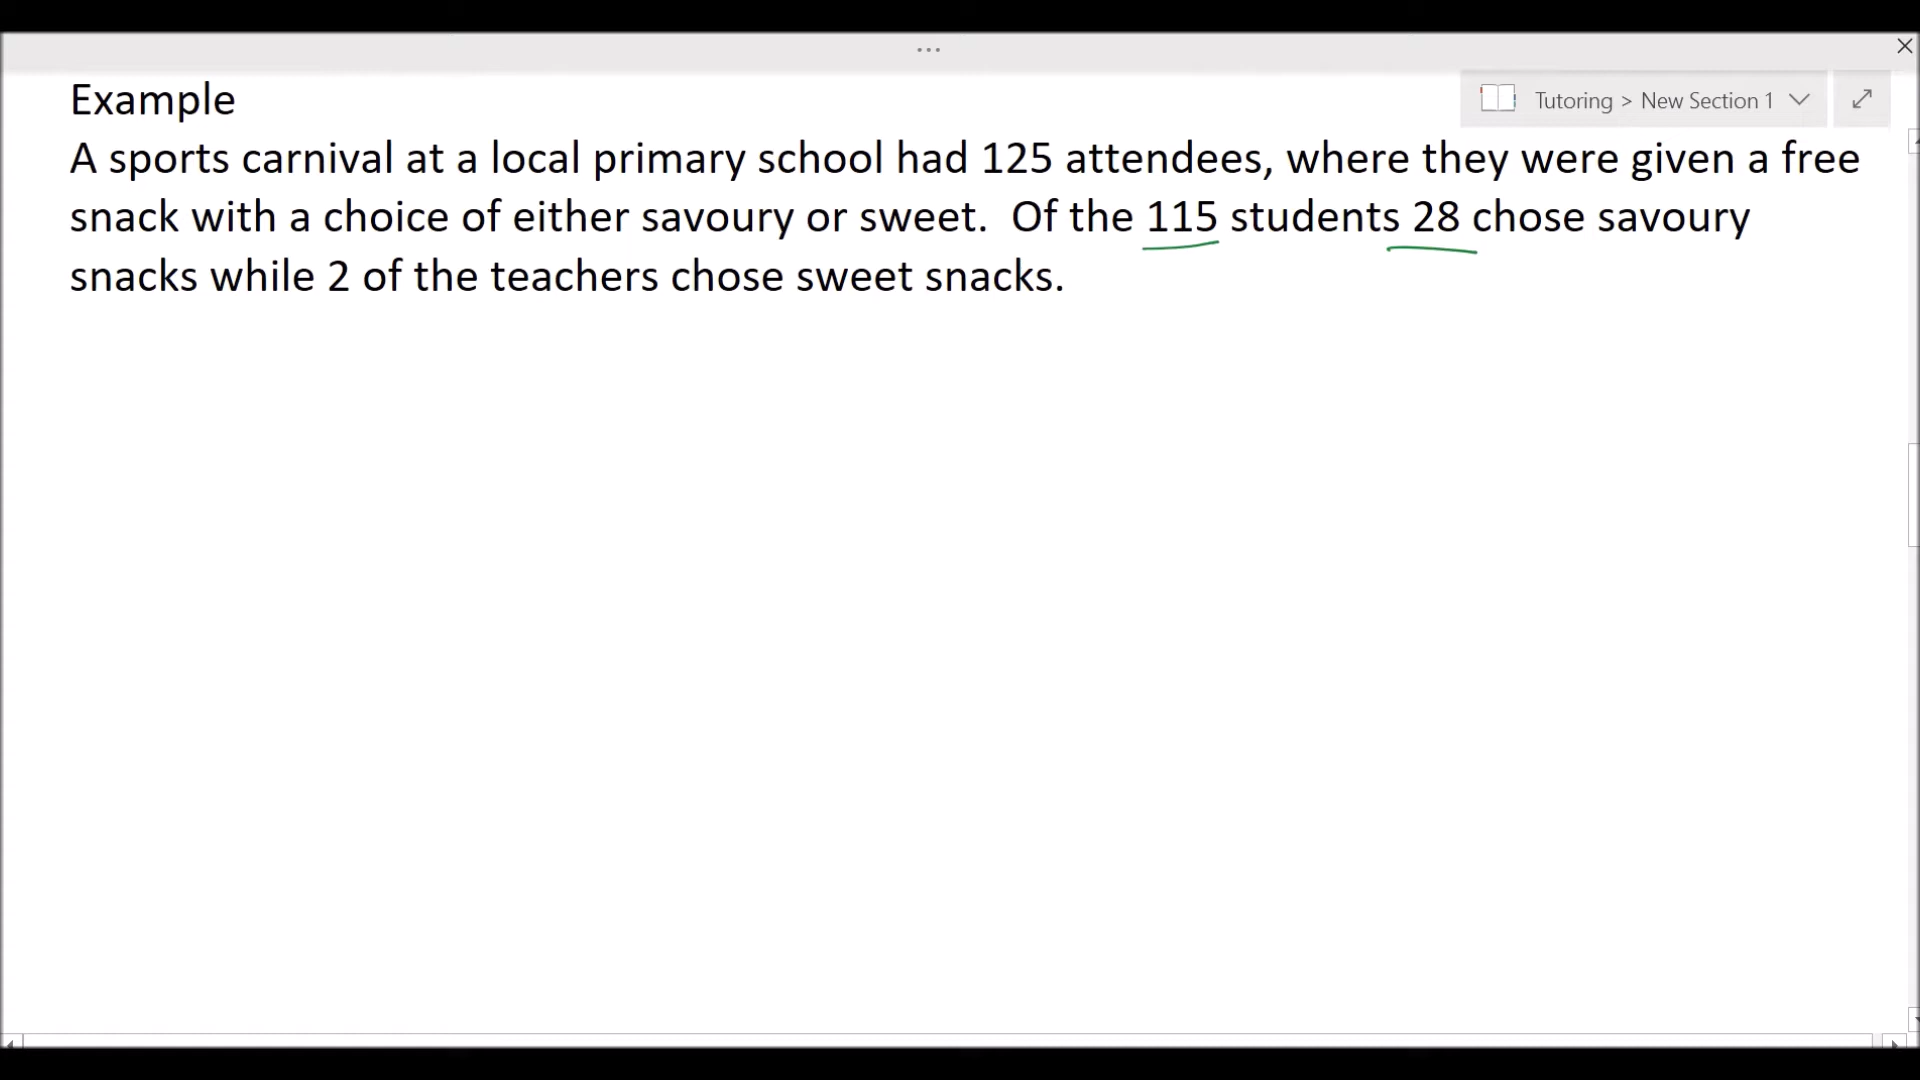 Example
Tutoring > New Section 1
A sports carnival at a local primary school had 125 attendees, where they were given a free
snack with a choice of either savoury or sweet. Of the 115 students 28 chose savoury
snacks while 2 of the teachers chose sweet snacks.